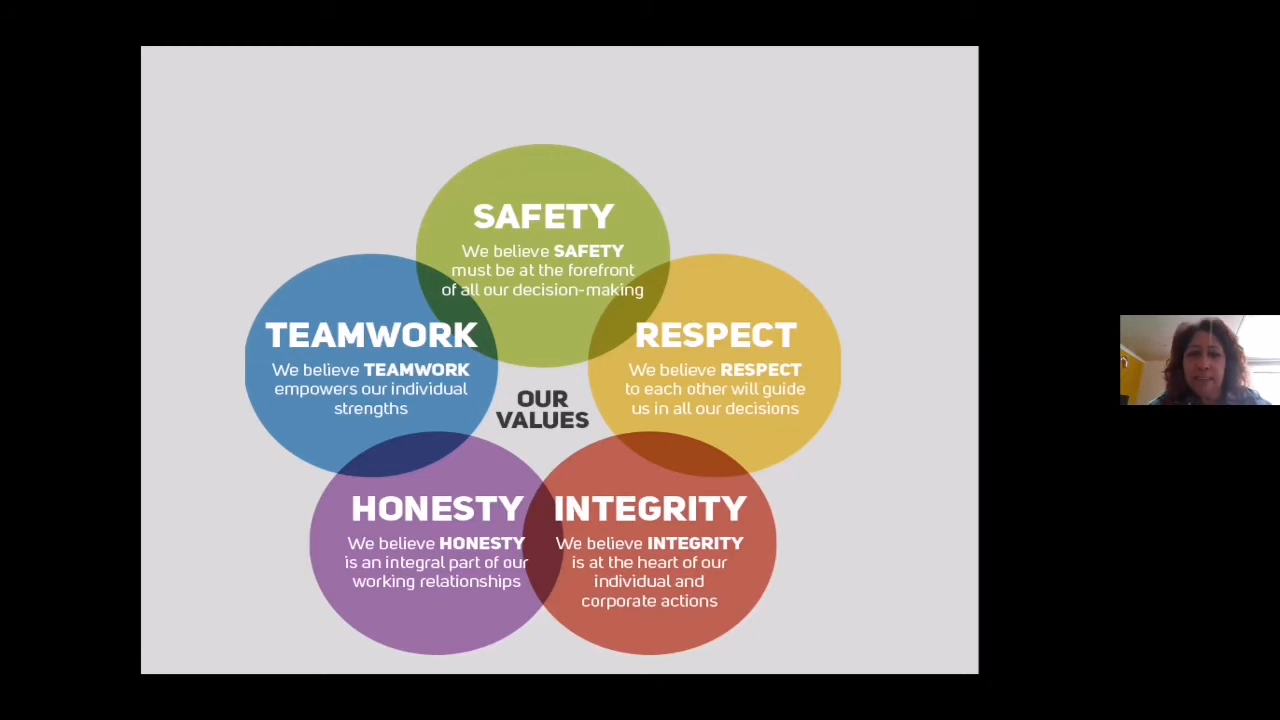 SAFETY
We believe SAFETY
must be at the forefront
of all our decision-making
TEAMWORK
We believe TEAMWORK
empowers our individual
strengths
RESPECT
We believe RESPECT
to each other will guide
us in all our decisions
OUR
VALUES
HONESTY
We believe HONESTY
is an integral part of our
working relationships
INTEGRITY
We believe INTEGRITY
is at the heart of our
individual and
corporate actions